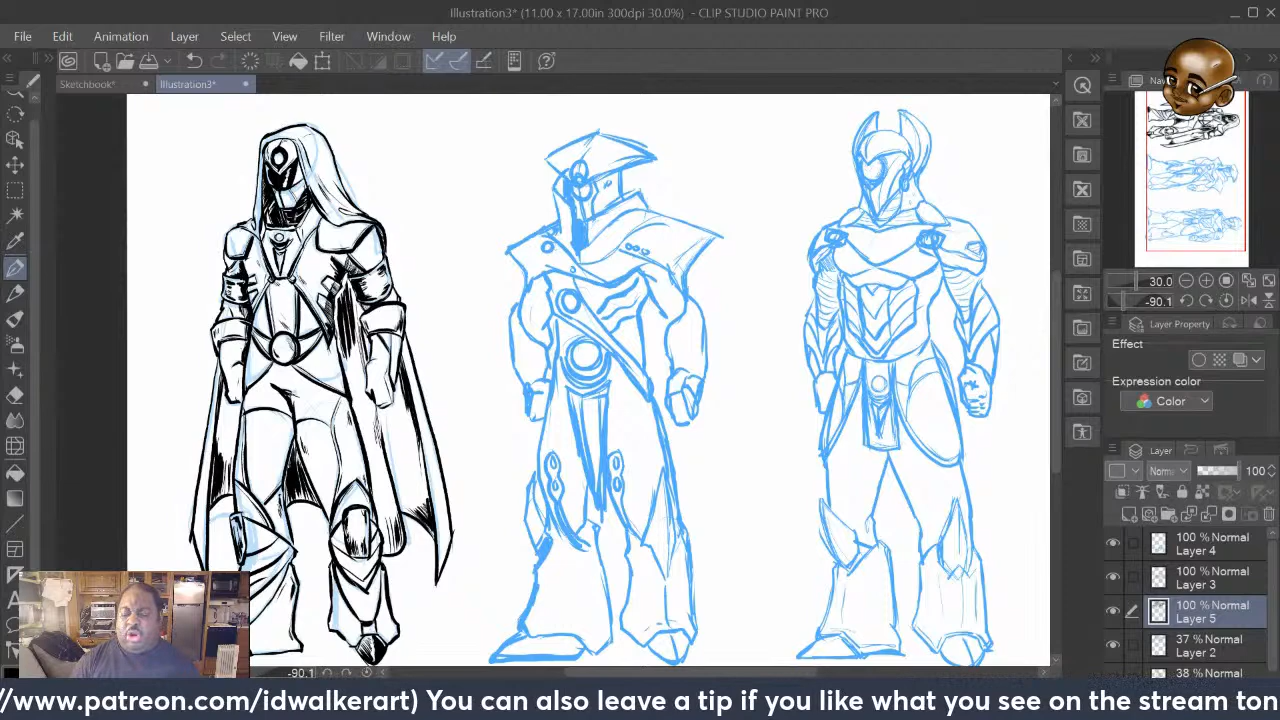 Illustration3* (11.00 x 17.00in 300dpi 30.0%) - CLIP STUDIO PAINT PRO
File Edit Animation Layer Select View Filter Window Help
Sketchbook* Illustration3*
30.0
-90.1
Layer Property
Effect
Expression color
Color
Layer
Norma 100
100 % Normal
Layer 4
100 % Normal
Layer 3
100 % Normal
Layer 5
37 % Normal
Layer 2
38 % Normal
-90.1
//www.patreon.com/idwalkerart) You can also leave a tip if you like what you see on the stream ton